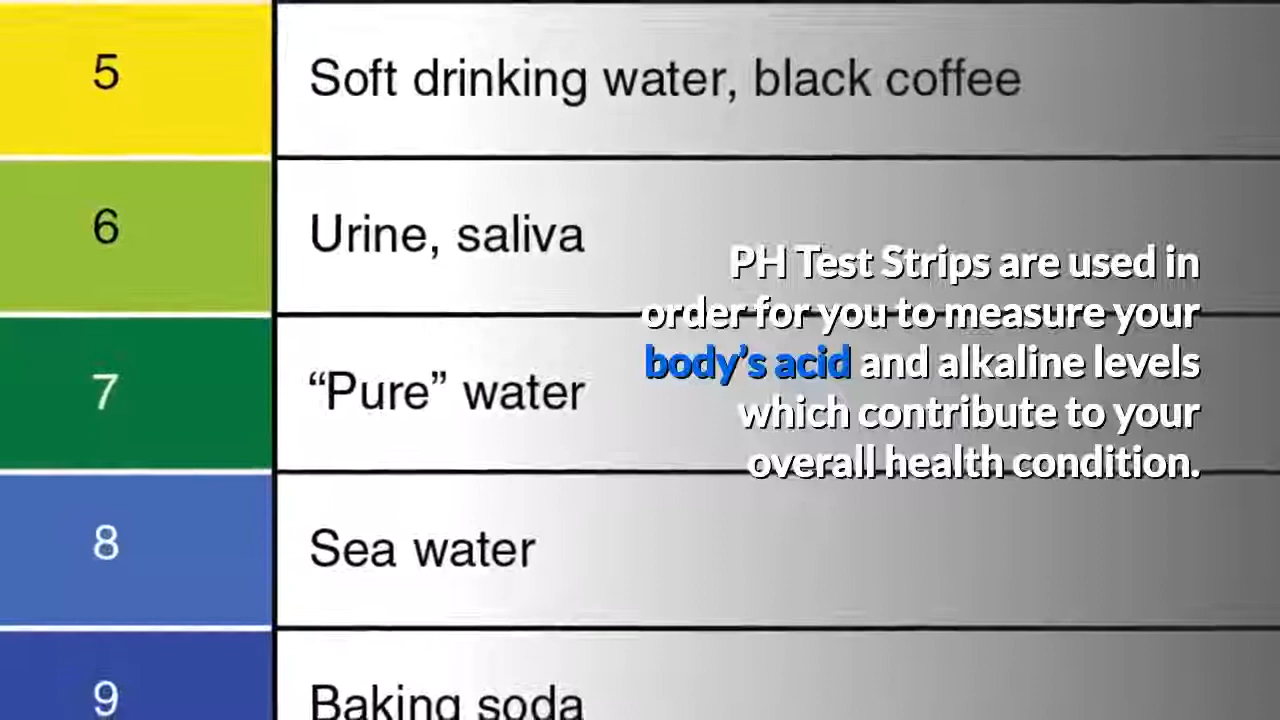 5 Soft drinking water, black coffee
6 Urine, saliva
7 “Pure” water
8 Sea water
9 Baking soda
PH Test Strips are used in
order for you to measure your
body’s acid and alkaline levels
which contribute to your
overall health condition.